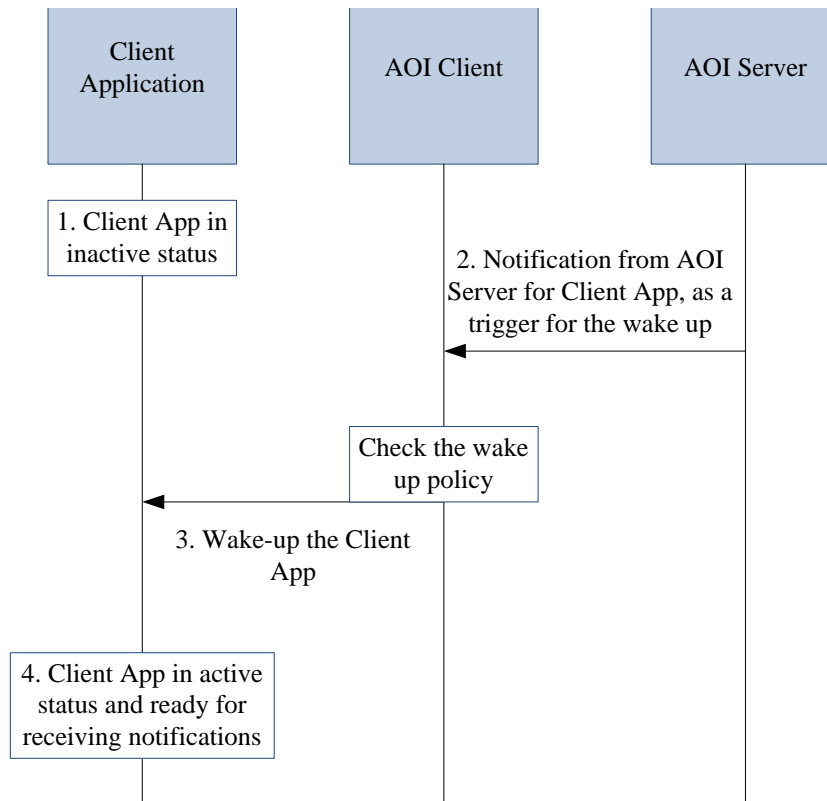 Client
Application
AOI Client
AOI Server
1. Client App in
inactive status
2. Notification from AOI
Server for Client App, as a
trigger for the wake up
Check the wake
up policy
3. Wake-up the Client
App
4. Client App in active
status and ready for
receiving notifications